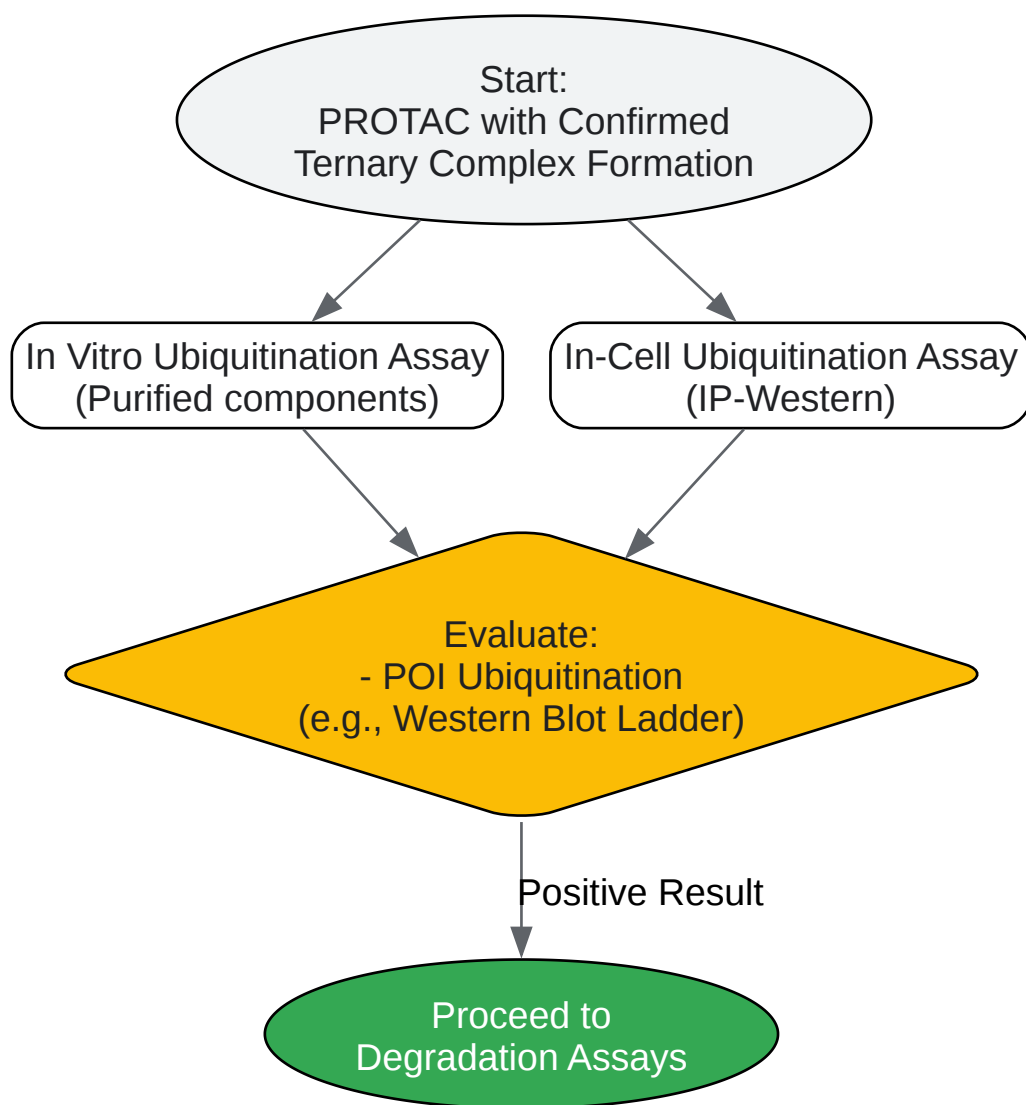 Start:
PROTAC with Confirmed
Ternary Complex Formation
In Vitro Ubiquitination Assay
(Purified components)
In-Cell Ubiquitination Assay
(IP-Western)
Evaluate:
- POI Ubiquitination
(e.g., Western Blot Ladder)
Positive Result
Proceed to
Degradation Assays